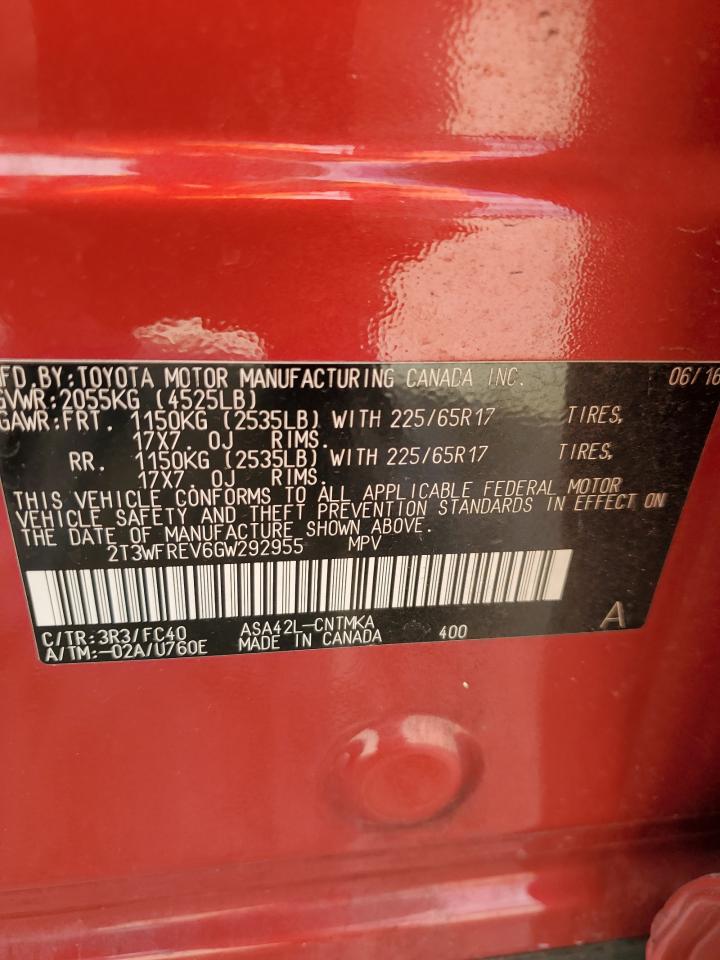 FD.BY:TOYOTA MOTOR MANUFACTURING CANADA INC. 06/16
GVWR:2055KG (4525LB)
GAWR:FRT. 1150KG (2535LB) WITH 225/65R17 TIRES,
17X7.0J RIMS.
RR. 1150KG (2535LB) WITH 225/65R17 TIRES,
17X7.0J RIMS.
THIS VEHICLE CONFORMS TO ALL APPLICABLE FEDERAL MOTOR
VEHICLE SAFETY AND THEFT PREVENTION STANDARDS IN EFFECT ON
THE DATE OF MANUFACTURE SHOWN ABOVE.
2T3WFREV6GW292955 MPV
C/TR:3R3/FC40 ASA42L-CNTMKA 400 A
A/TM:-02A/U760E MADE IN CANADA